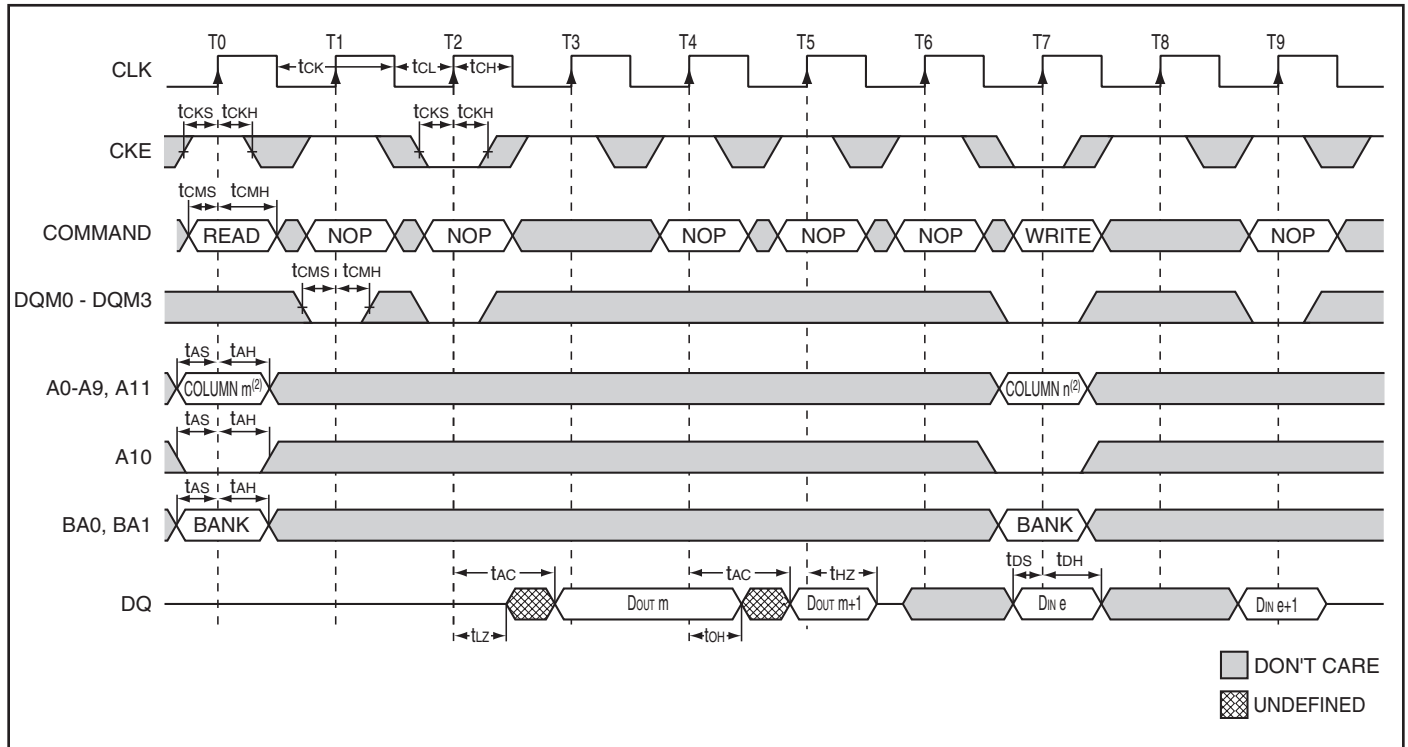 T0 T1 T2 T3 T4 T5 T6 T7 T8 T9
CLK tCK tCL tCH
tCKS tCKH tCKS tCKH
CKE
tCMS tCMH
COMMAND READ NOP NOP NOP NOP NOP WRITE NOP
tCMS tCMH
DQM0 - DQM3
tAS tAH
A0-A9, A11 COLUMN m(2) COLUMN n(2)
tAS tAH
A10
tAS tAH
BA0, BA1 BANK BANK
tAC tAC tHZ tDS tDH
DQ DOUT m DOUT m+1 DIN e DIN e+1
tLZ tOH
DON'T CARE
UNDEFINED